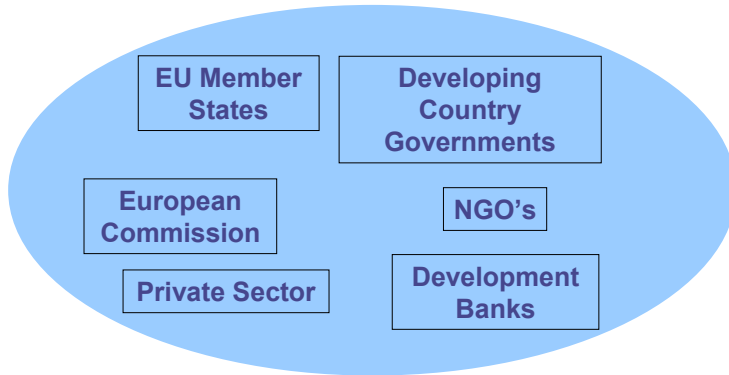 EU Member
States
Developing
Country
Governments
European
Commission
NGO’s
Private Sector
Development
Banks